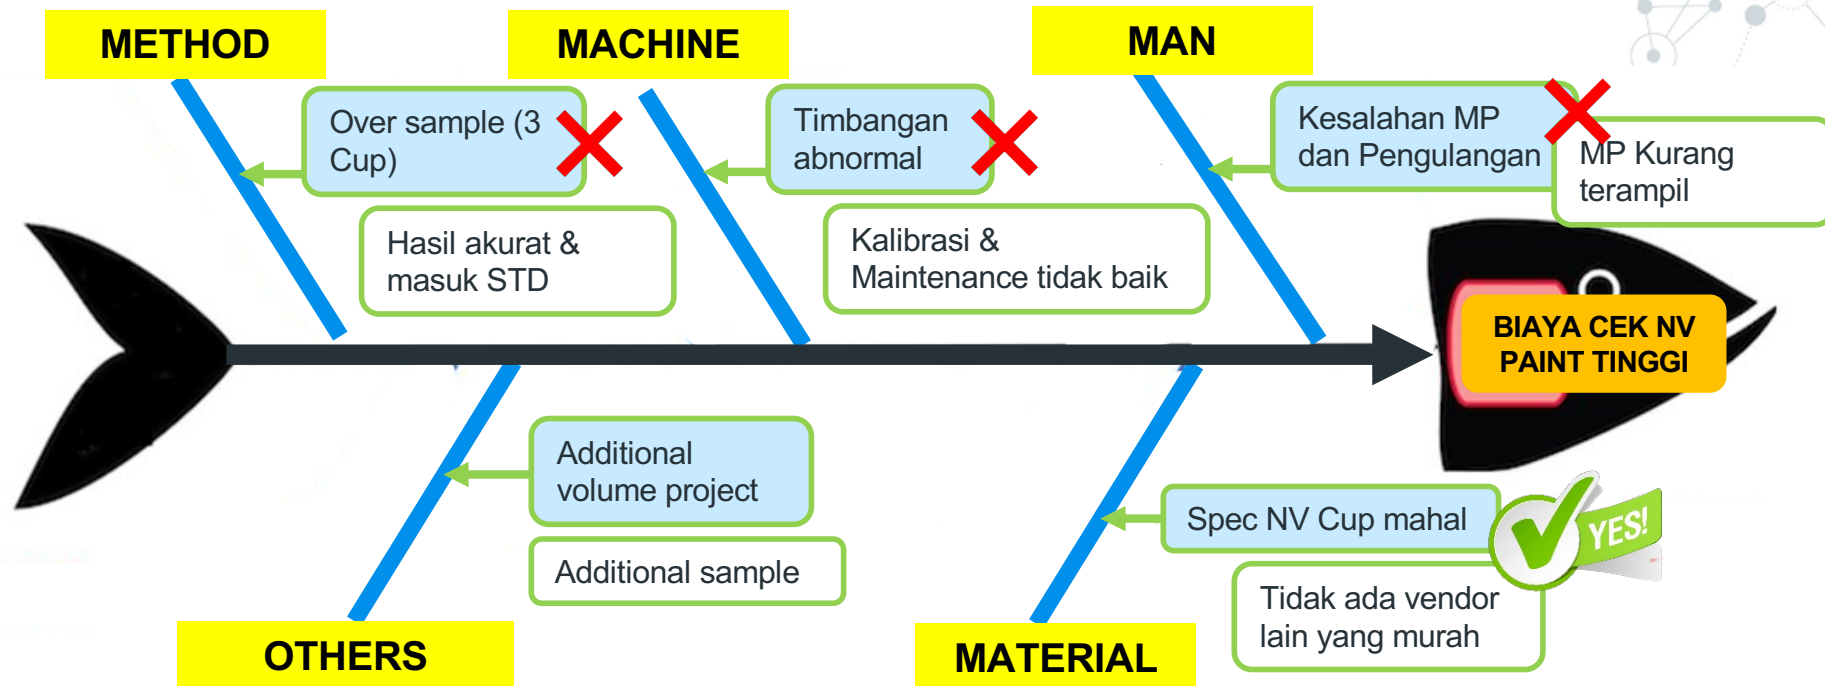 METHOD
MACHINE
MAN
Over sample (3
Cup)
Hasil akurat &
masuk STD
Timbangan
abnormal
Kalibrasi &
Maintenance tidak baik
Kesalahan MP
dan Pengulangan
MP Kurang
terampil
BIAYA CEK NV
PAINT TINGGI
Additional
volume project
Additional sample
Spec NV Cup mahal
YES!
Tidak ada vendor
lain yang murah
OTHERS
MATERIAL